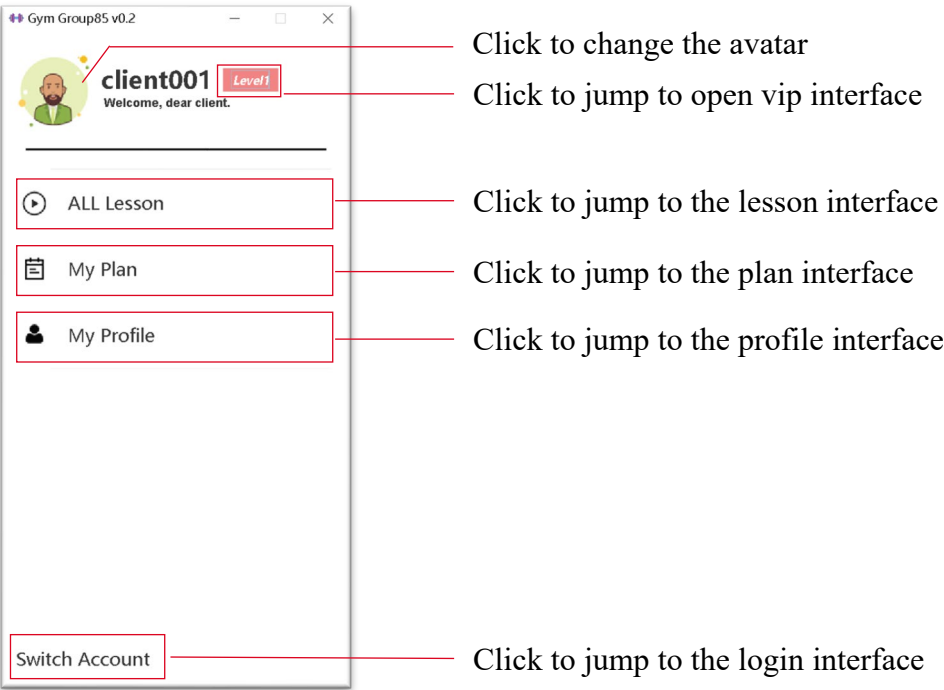 Gym Group85 v0.2
Click to change the avatar
client001
Level1
Welcome, dear client.
Click to jump to open vip interface
ALL Lesson
Click to jump to the lesson interface
My Plan
Click to jump to the plan interface
My Profile
Click to jump to the profile interface
Switch Account
Click to jump to the login interface